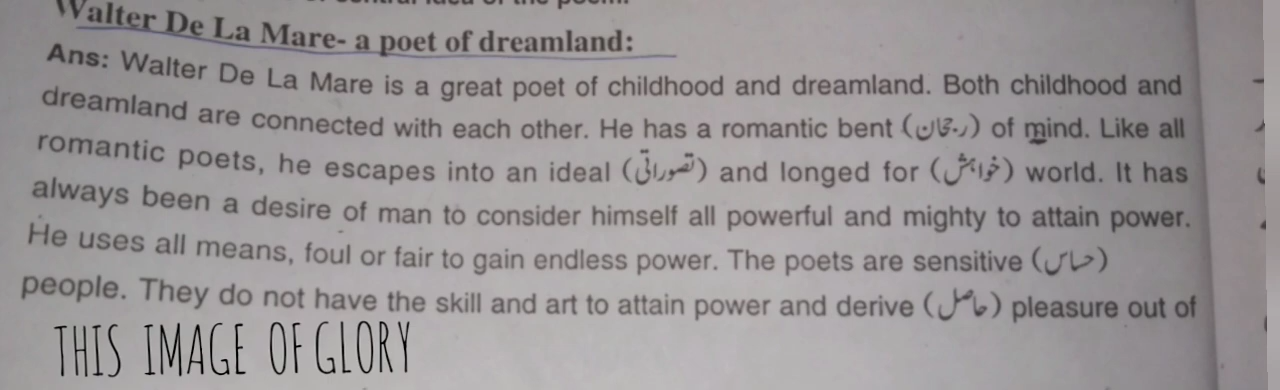 Walter De La Mare- a poet of dreamland:
Ans: Walter De La Mare is a great poet of childhood and dreamland. Both childhood and
dreamland are connected with each other. He has a romantic bent (رجحان) of mind. Like all
romantic poets, he escapes into an ideal (تصوراتی) and longed for (خواہش) world. It has
always been a desire of man to consider himself all powerful and mighty to attain power.
He uses all means, foul or fair to gain endless power. The poets are sensitive (حساس)
people. They do not have the skill and art to attain power and derive (حاصل) pleasure out of
THIS IMAGE OF GLORY